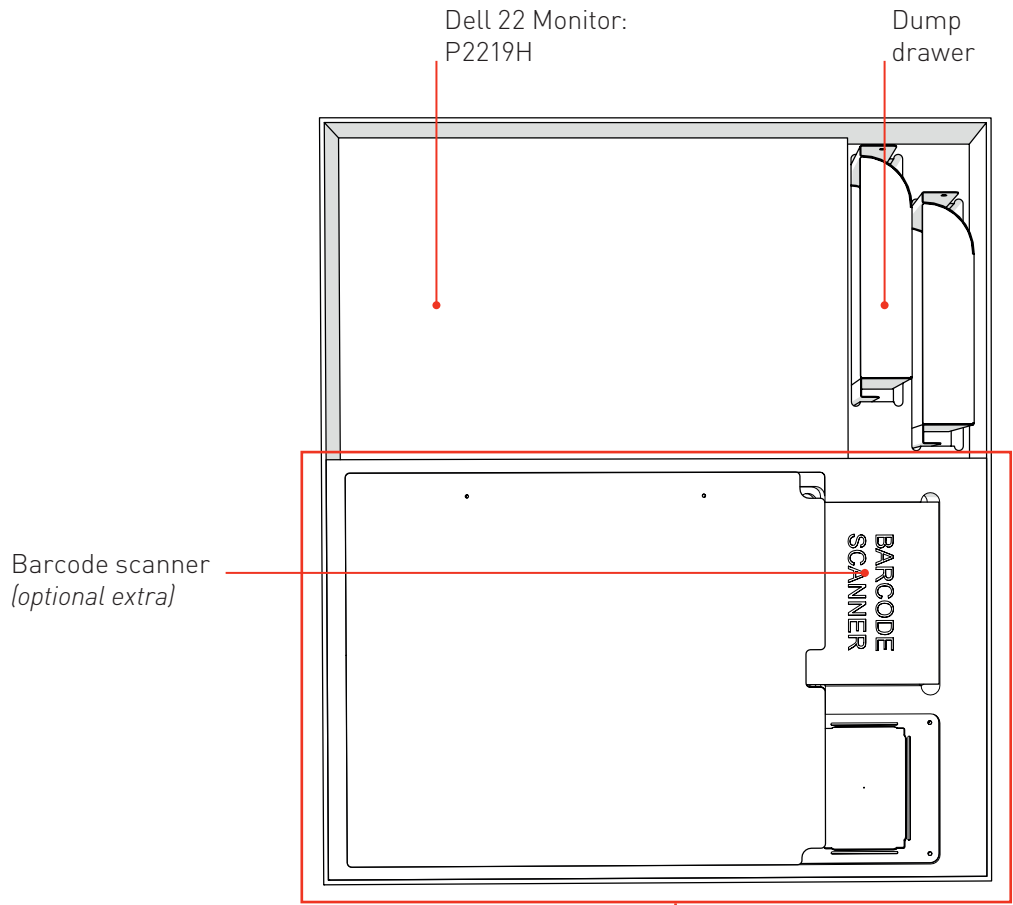 Dell 22 Monitor:
P2219H
Dump
drawer
Barcode scanner
(optional extra)
BARCODE
SCANNER